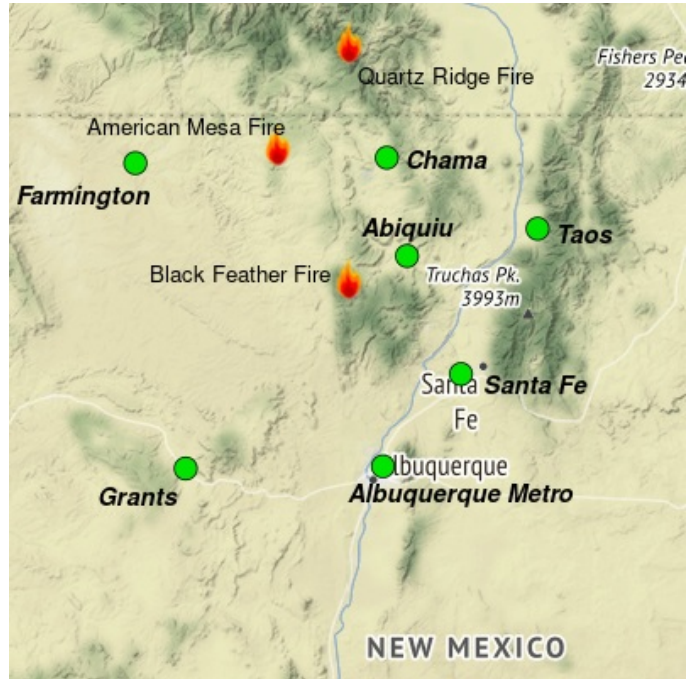 Quartz Ridge Fire
Fishers Pe
2934
American Mesa Fire
Chama
Farmington
Abiquiu
Taos
Black Feather Fire
Truchas Pk.
3993m
Santa
Fe
Santa Fe
lbuquerque
Grants
Albuquerque Metro
NEW MEXICO